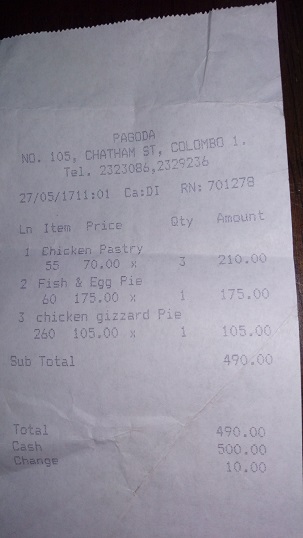 PAGODA
NO. 105, CHATHAM ST, COLOMBO 1.
Tel. 2323086,2329236
27/05/1711:01 Ca:DI RN: 701278
Ln Item Price Qty Amount
1 Chicken Pastry
55 70.00 x 3 210.00
2 Fish & Egg Pie
60 175.00 x 1 175.00
3 chicken gizzard Pie
260 105.00 x 1 105.00
Sub Total 490.00
Total 490.00
Cash 500.00
Change 10.00